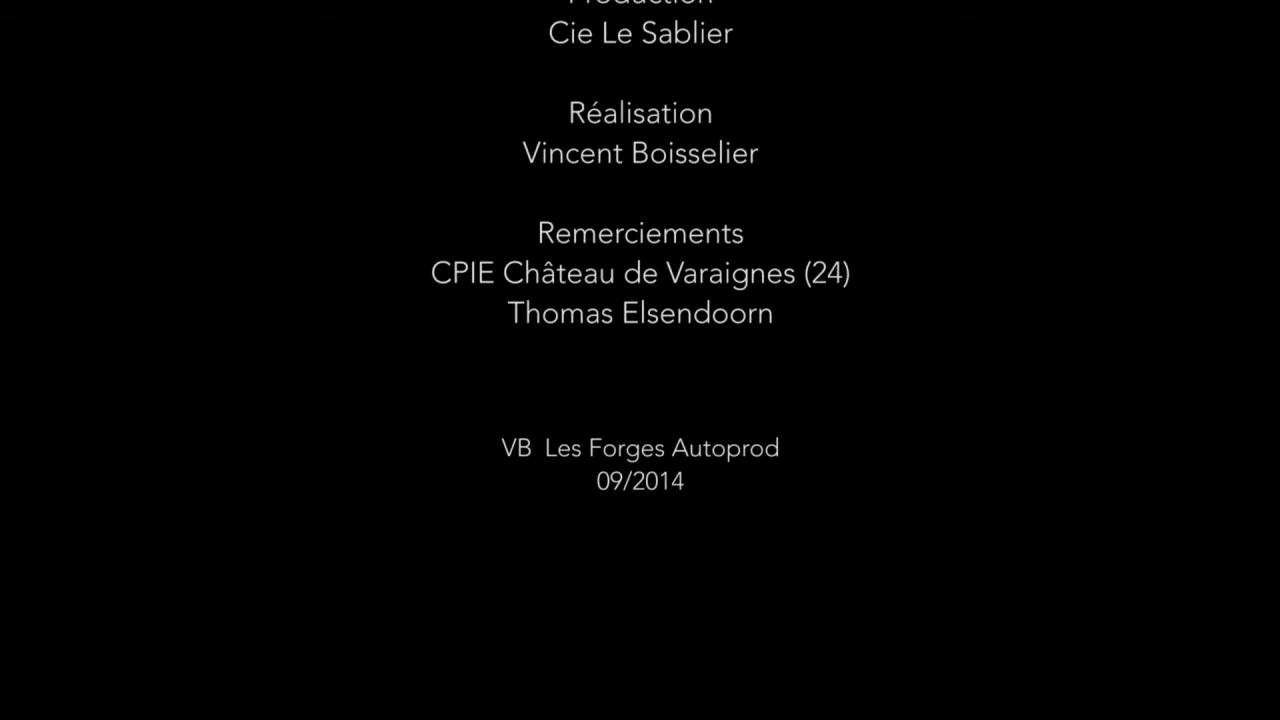 Production
Cie Le Sablier
Réalisation
Vincent Boisselier
Remerciements
CPIE Château de Varaignes (24)
Thomas Elsendoorn
VB Les Forges Autoprod
09/2014